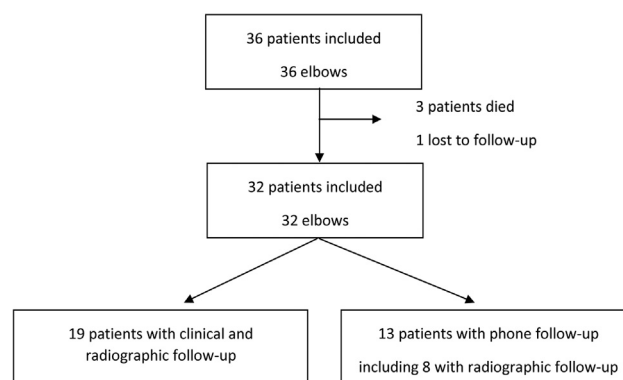 36 patients included
36 elbows
3 patients died
1 lost to follow-up
32 patients included
32 elbows
19 patients with clinical and
radiographic follow-up
13 patients with phone follow-up
including 8 with radiographic follow-up